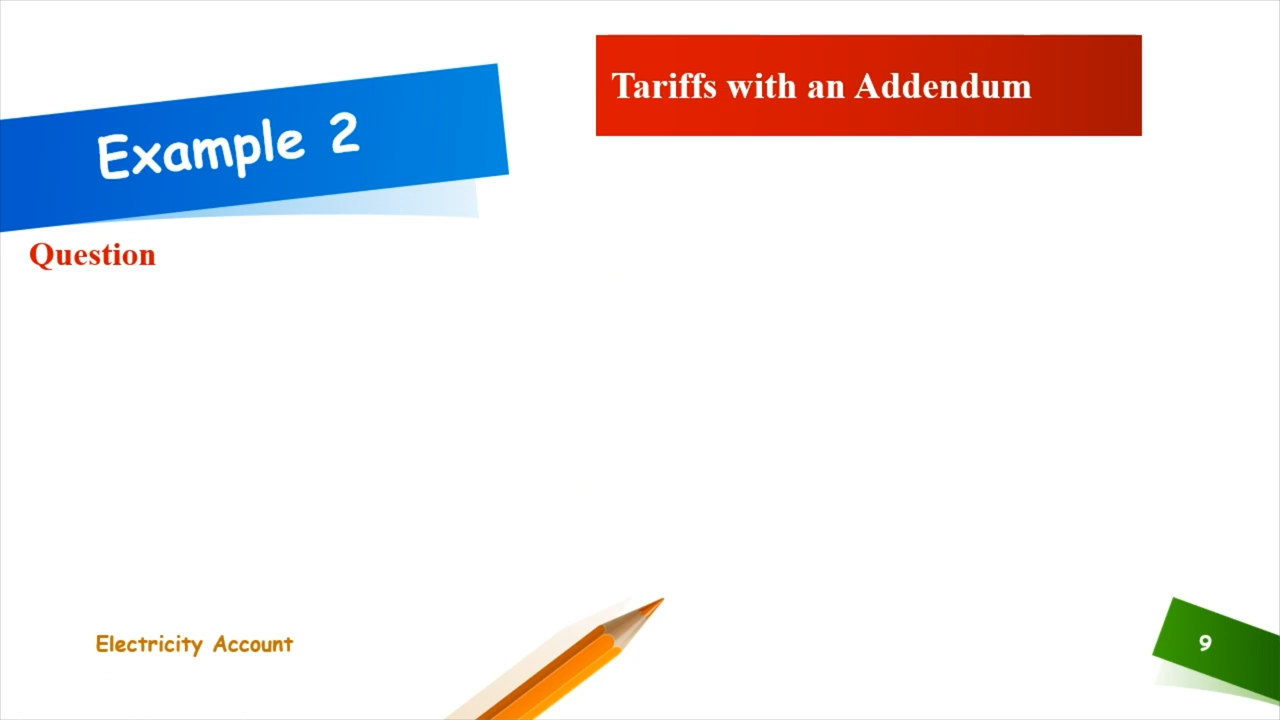 Tariffs with an Addendum
Example 2
Question
Electricity Account
9